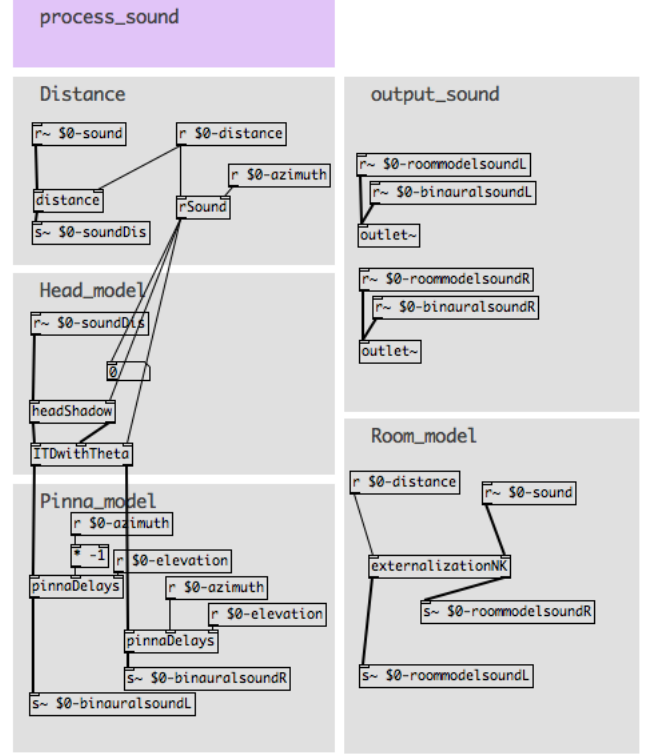 process_sound
Distance
r~ $0-sound
r $0-distance
r $0-azimuth
distance
rSound
s~ $0-soundDis
Head_model
r~ $0-soundDis
0
headShadow
ITDwithTheta
Pinna_model
r $0-azimuth
* -1
r $0-elevation
pinnaDelays
r $0-azimuth
r $0-elevation
pinnaDelays
s~ $0-binauralsoundR
s~ $0-binauralsoundL
output_sound
r~ $0-roommodelsoundL
r~ $0-binauralsoundL
outlet~
r~ $0-roommodelsoundR
r~ $0-binauralsoundR
outlet~
Room_model
r $0-distance
r~ $0-sound
externalizationNK
s~ $0-roommodelsoundR
s~ $0-roommodelsoundL